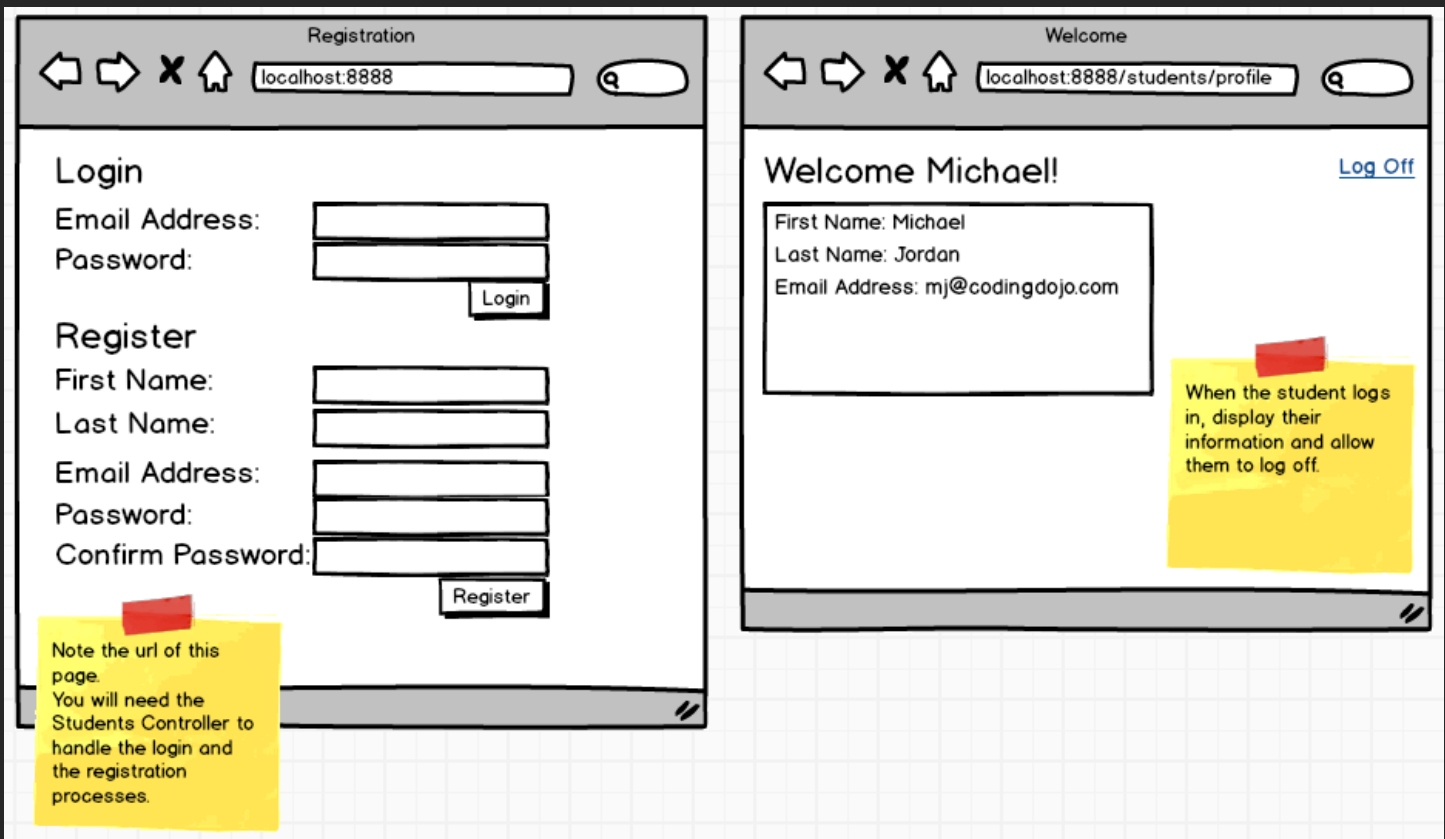 Registration
localhost:8888
Login
Email Address:
Password:
Login
Register
First Name:
Last Name:
Email Address:
Password:
Confirm Password:
Register
Note the url of this
page.
You will need the
Students Controller to
handle the login and
the registration
processes.
Welcome
localhost:8888/students/profile
Welcome Michael!
Log Off
First Name: Michael
Last Name: Jordan
Email Address: mj@codingdojo.com
When the student logs
in, display their
information and allow
them to log off.